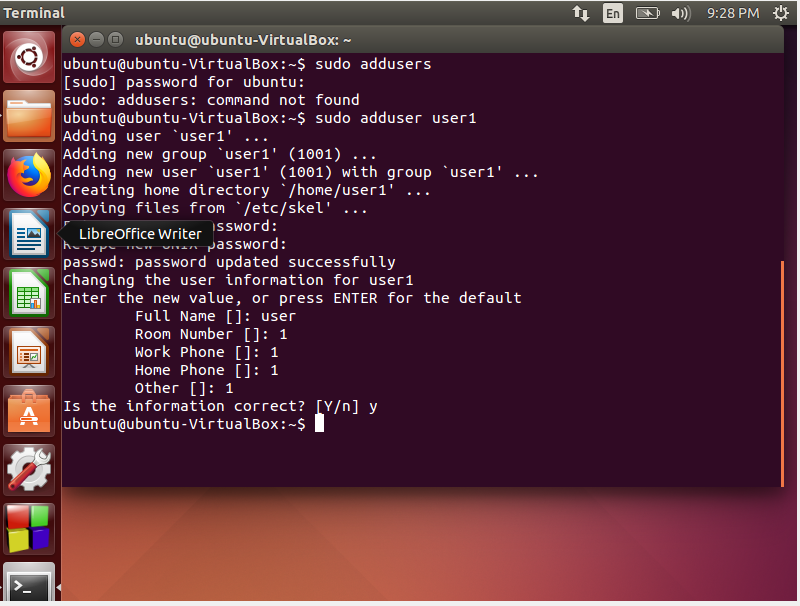 Terminal
En
9:28 PM
ubuntu@ubuntu-VirtualBox: ~
ubuntu@ubuntu-VirtualBox:~$ sudo addusers
[sudo] password for ubuntu:
sudo: addusers: command not found
ubuntu@ubuntu-VirtualBox:~$ sudo adduser user1
Adding user `user1' ...
Adding new group `user1' (1001) ...
Adding new user `user1' (1001) with group `user1' ...
Creating home directory `/home/user1' ...
Copying files from `/etc/skel' ...
password:
LibreOffice Writer
Retype new UNIX password:
passwd: password updated successfully
Changing the user information for user1
Enter the new value, or press ENTER for the default
Full Name []: user
Room Number []: 1
Work Phone []: 1
Home Phone []: 1
Other []: 1
Is the information correct? [Y/n] y
ubuntu@ubuntu-VirtualBox:~$